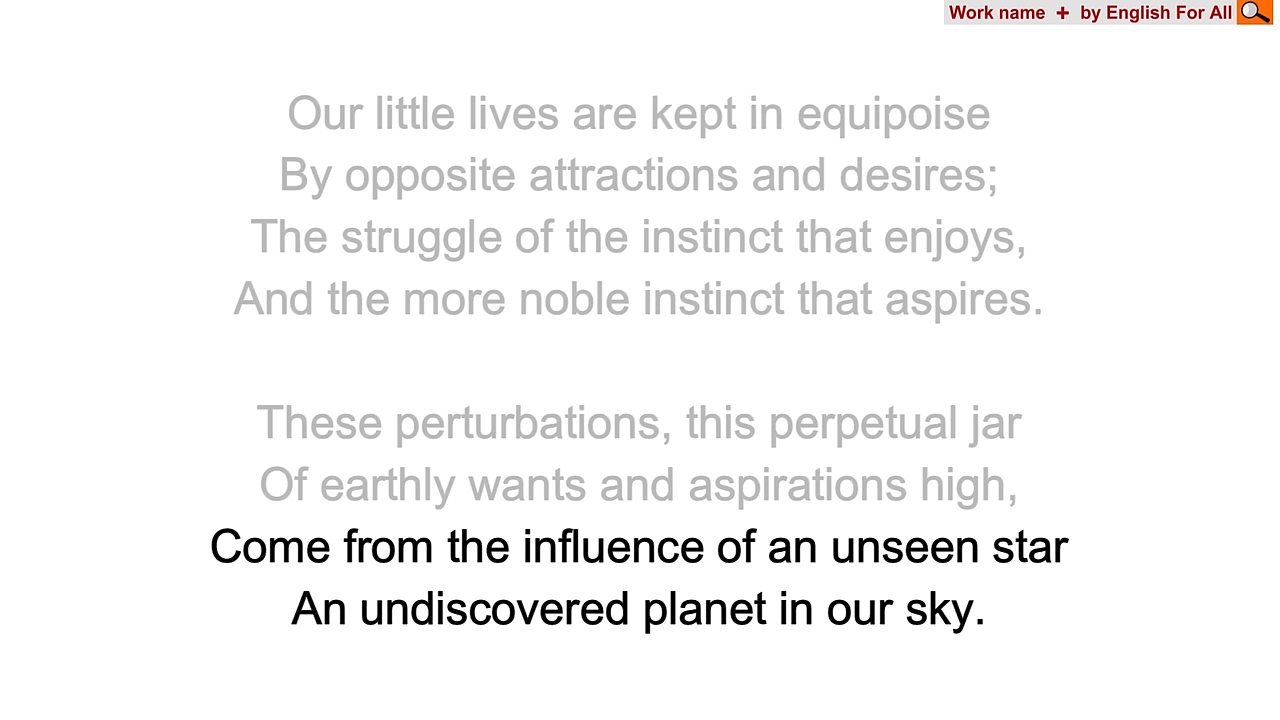 Work name + by English For All
Our little lives are kept in equipoise
By opposite attractions and desires;
The struggle of the instinct that enjoys,
And the more noble instinct that aspires.
These perturbations, this perpetual jar
Of earthly wants and aspirations high,
Come from the influence of an unseen star
An undiscovered planet in our sky.